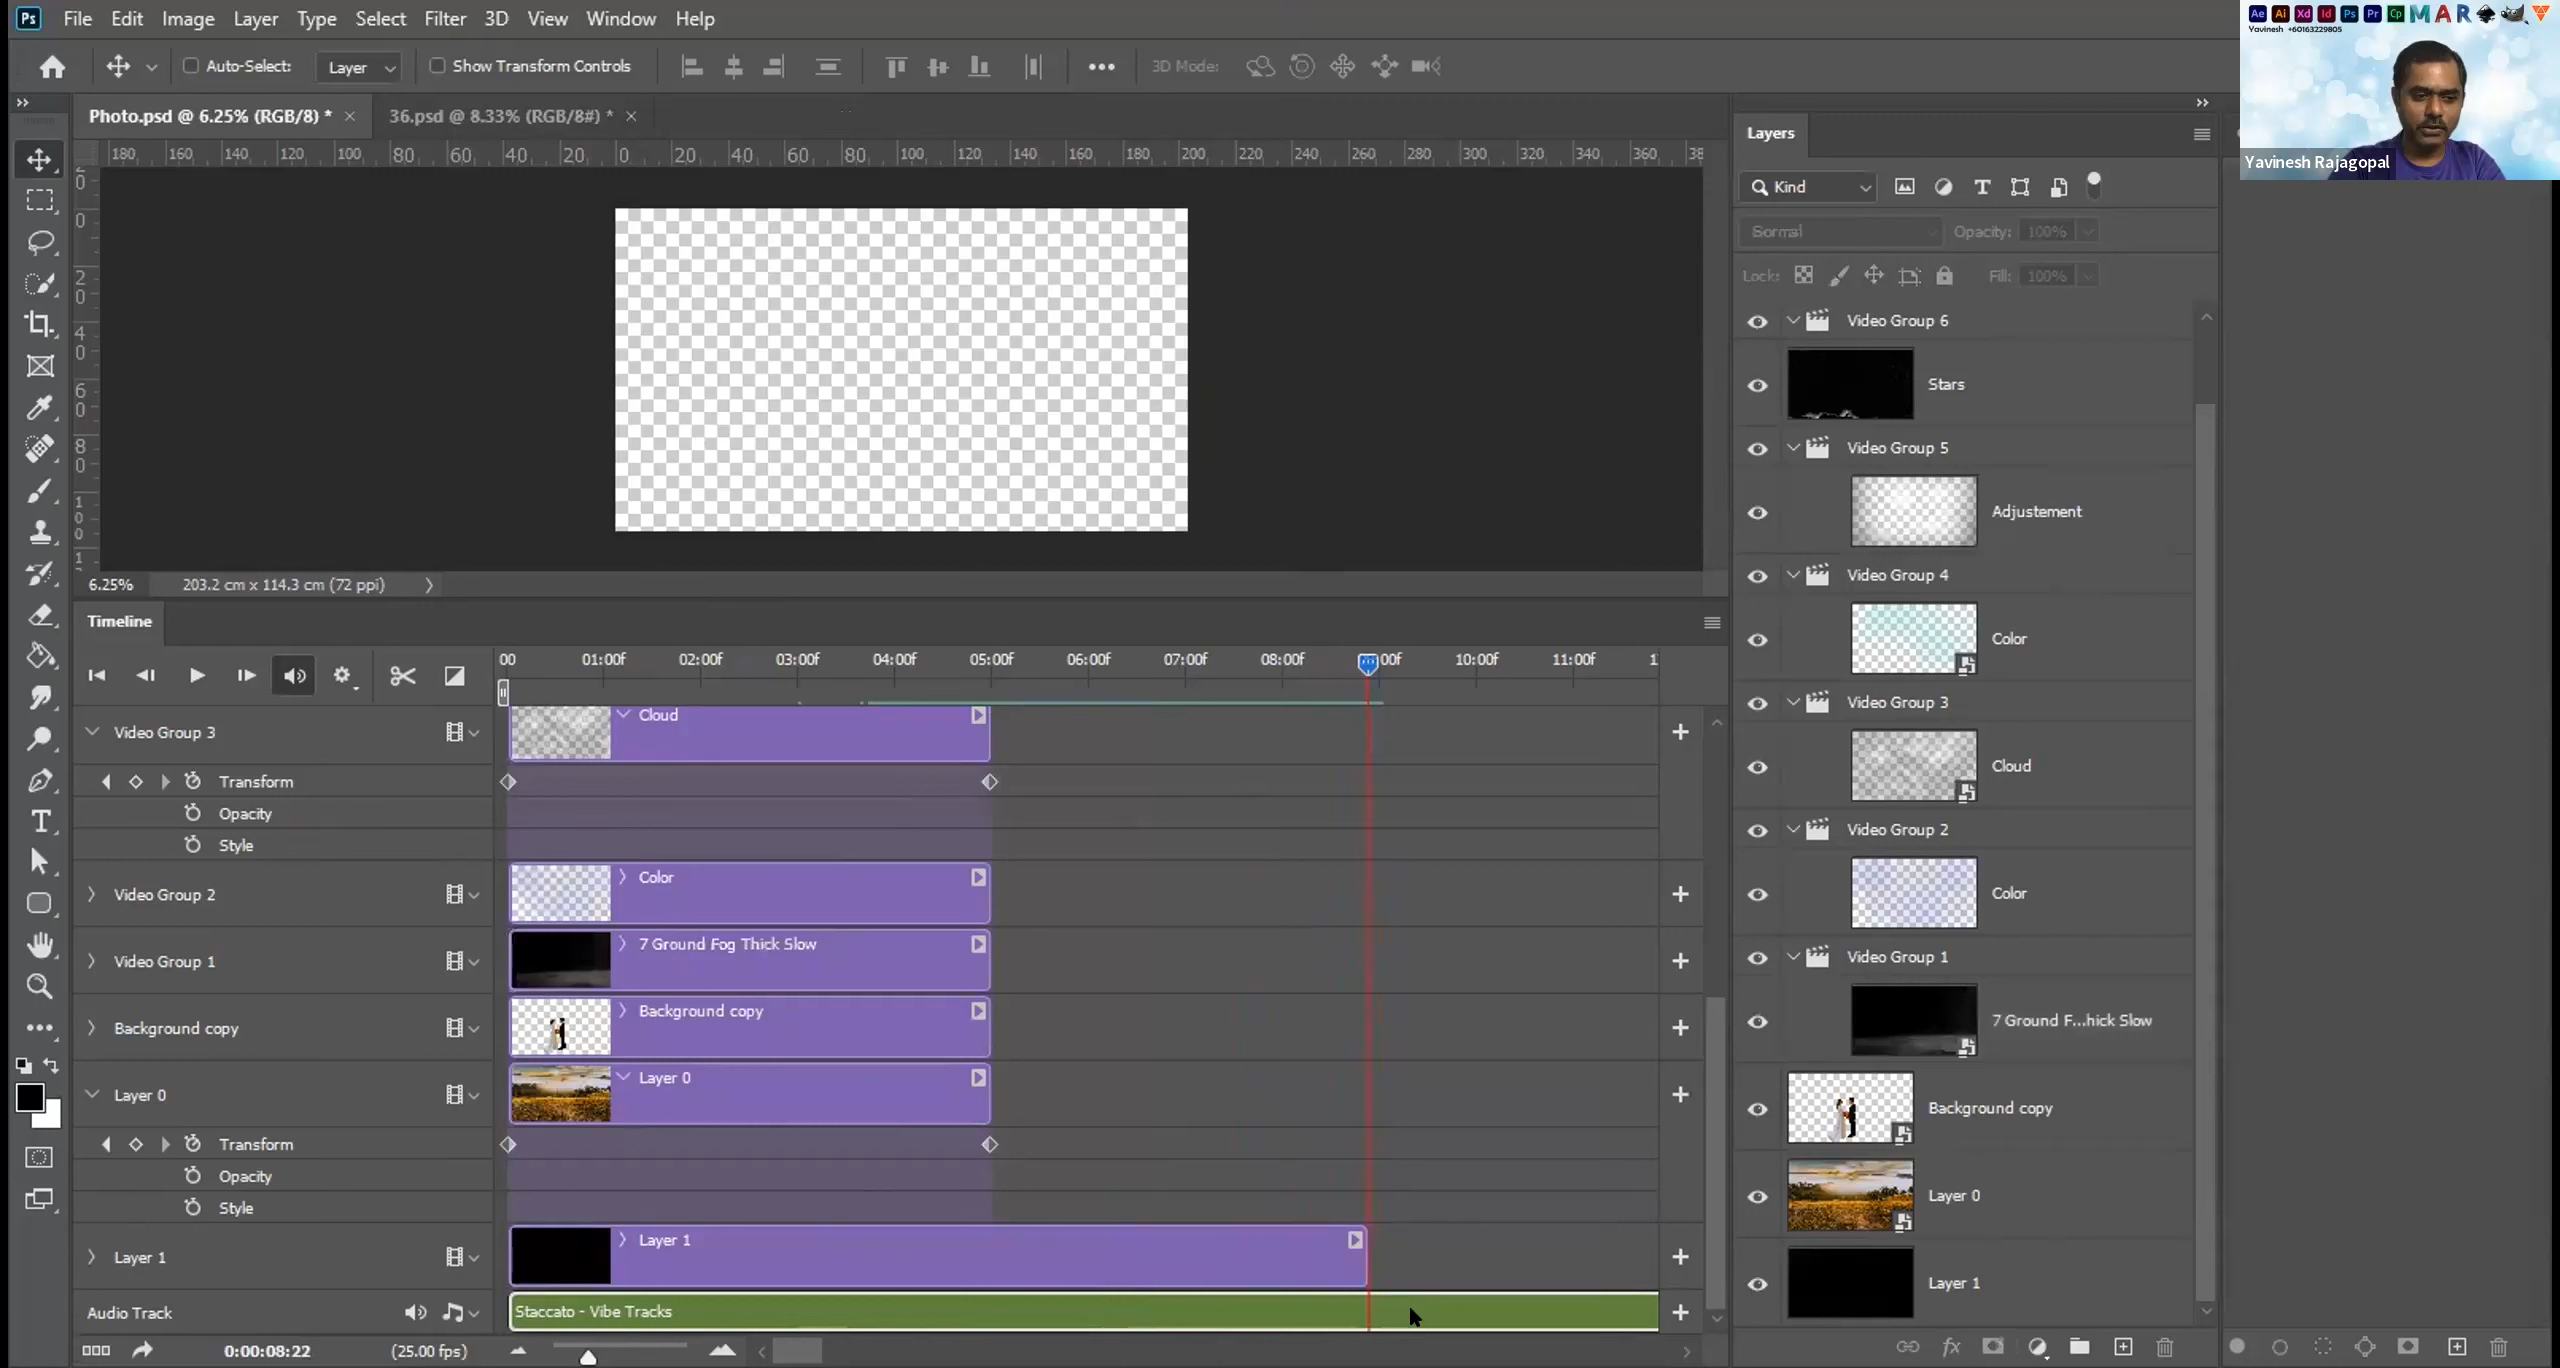 Ps File Edit Image Layer Type Select Filter 3D View Window Help
Ae Ai Xd Id Ps Pr Cp M A R
Yavinesh +60163229805
Auto-Select: Layer Show Transform Controls 3D Mode:
Photo.psd @ 6.25% (RGB/8) * 36.psd @ 8.33% (RGB/8#) *
Yavinesh Rajagopal
180 160 140 120 100 80 60 40 20 0 20 40 60 80 100 120 140 160 180 200 220 240 260 280 300 320 340 360 38
Layers
Kind
Normal Opacity: 100%
Lock: Fill: 100%
Video Group 6
Stars
Video Group 5
Adjustement
Video Group 4
Color
Video Group 3
Cloud
Video Group 2
Color
Video Group 1
7 Ground F...hick Slow
Background copy
Layer 0
Layer 1
6.25% 203.2 cm x 114.3 cm (72 ppi)
Timeline
00 01:00f 02:00f 03:00f 04:00f 05:00f 06:00f 07:00f 08:00f 00f 10:00f 11:00f 1
Video Group 3 Cloud
Transform
Opacity
Style
Video Group 2 Color
Video Group 1 7 Ground Fog Thick Slow
Background copy Background copy
Layer 0 Layer 0
Transform
Opacity
Style
Layer 1 Layer 1
Audio Track Staccato - Vibe Tracks
0:00:08:22 (25.00 fps)